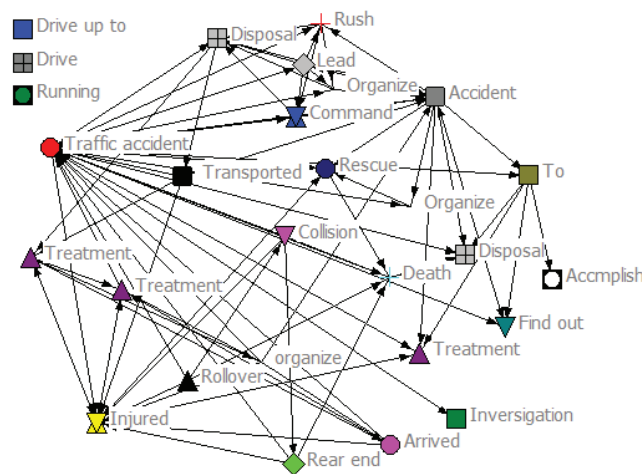 Drive up to
Rush
Disposal
Drive
Lead
Organize
Accident
Running
Command
Traffic accident
Rescue
To
Transported
Organize
Collision
Treatment
Disposal
Death
Accmplish
Treatment
Find out
Treatment
organize
Rollover
Injured
Inversigation
Arrived
Rear end